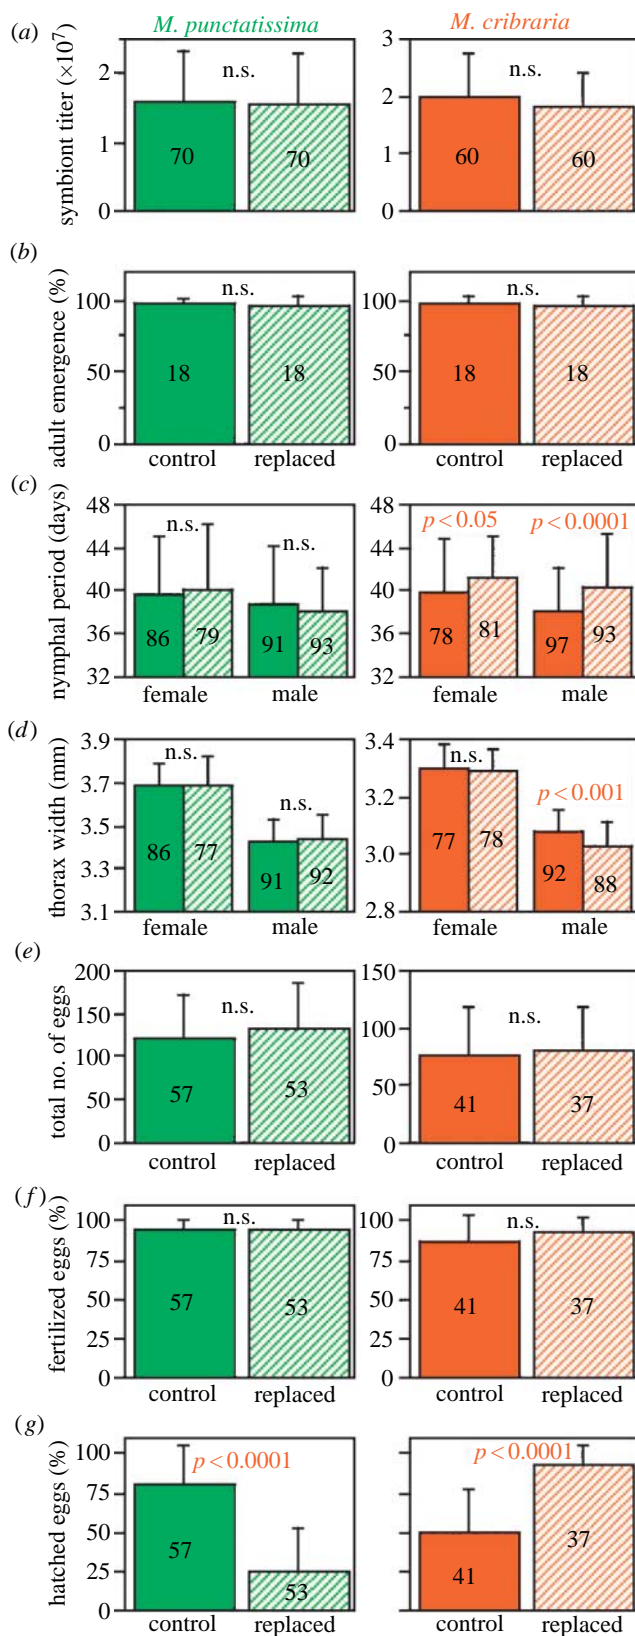 M. punctatissima M. cribraria
(a)
symbiont titer (×10⁷)
2
1
0
n.s.
70 70
3
2
1
0
n.s.
60 60
(b)
adult emergence (%)
100
50
0
n.s.
18 18
control replaced
100
50
0
n.s.
18 18
control replaced
(c)
nymphal period (days)
48
44
40
36
32
n.s. n.s.
86 79 91 93
female male
48
44
40
36
32
p < 0.05 p < 0.0001
78 81 97 93
female male
(d)
thorax width (mm)
3.9
3.7
3.5
3.3
3.1
n.s. n.s.
86 77 91 92
female male
3.4
3.2
3.0
2.8
n.s. p < 0.001
77 78 92 88
female male
(e)
total no. of eggs
200
150
100
50
0
n.s.
57 53
control replaced
150
100
50
0
n.s.
41 37
control replaced
(f)
fertilized eggs (%)
100
75
50
25
0
n.s.
57 53
control replaced
100
75
50
25
0
n.s.
41 37
control replaced
(g)
hatched eggs (%)
100
75
50
25
0
p < 0.0001
57 53
control replaced
p < 0.0001
41 37
control replaced